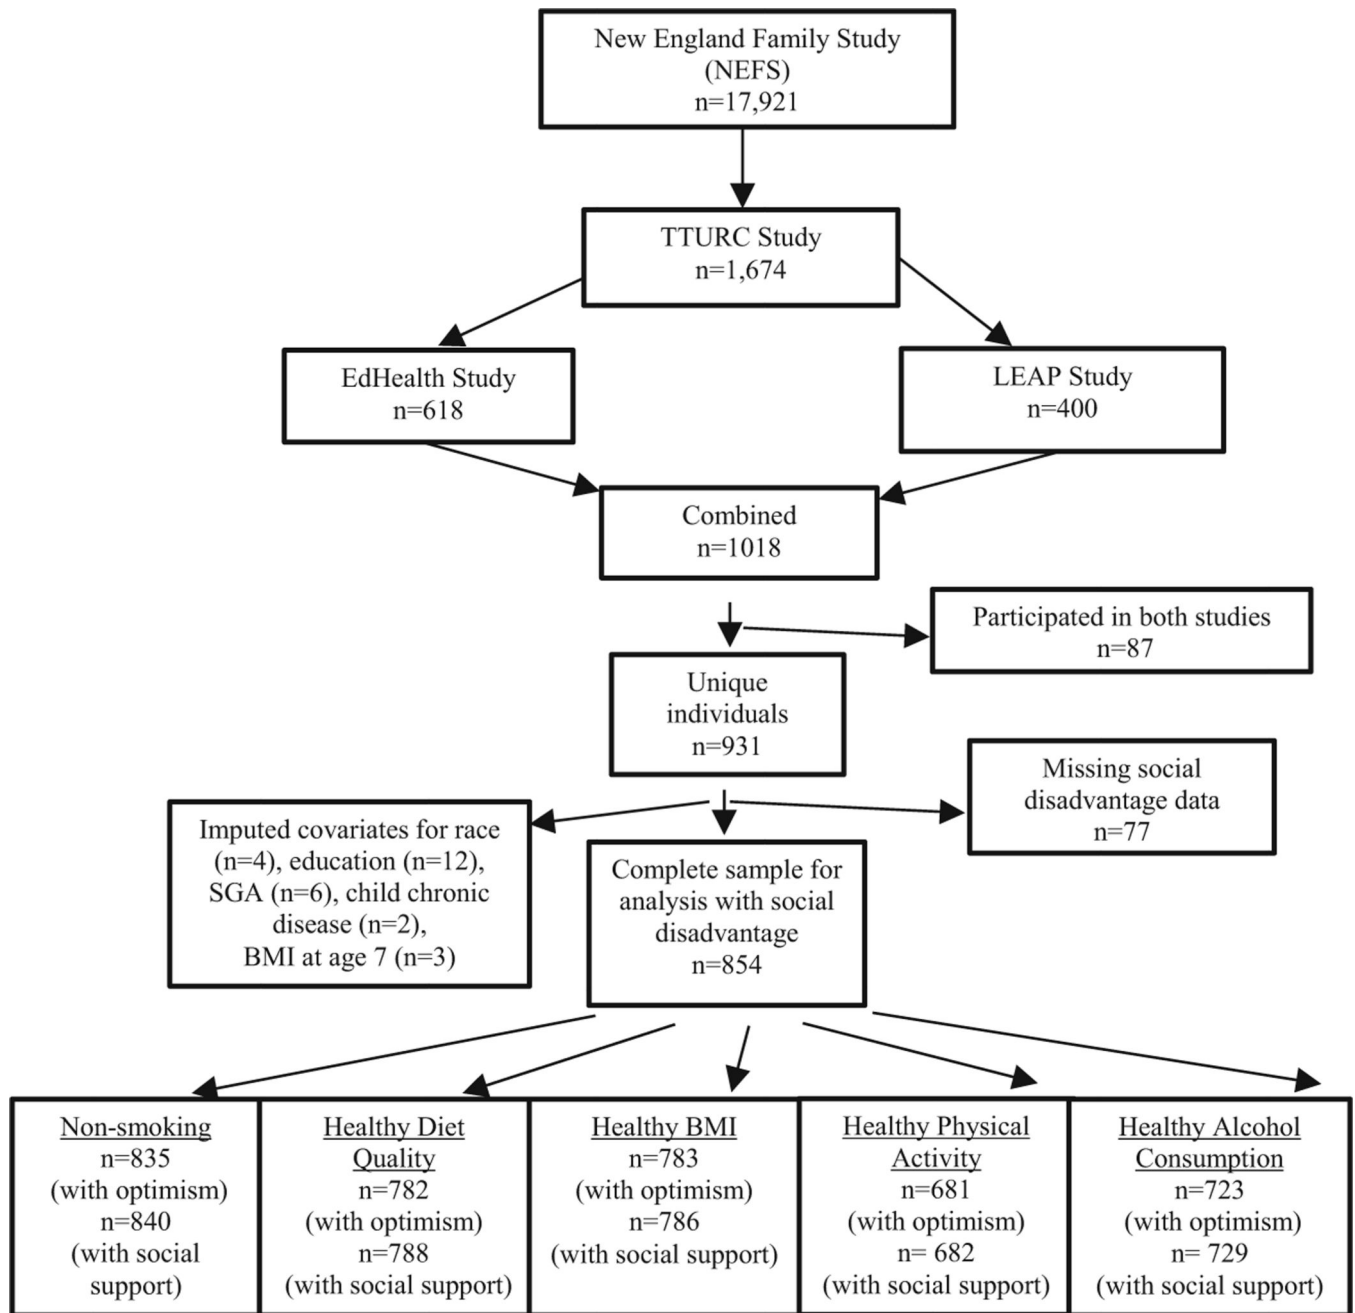 New England Family Study
(NEFS)
n=17,921
TTURC Study
n=1,674
EdHealth Study
n=618
LEAP Study
n=400
Combined
n=1018
Participated in both studies
n=87
Unique
individuals
n=931
Missing social
disadvantage data
n=77
Imputed covariates for race
(n=4), education (n=12),
SGA (n=6), child chronic
disease (n=2),
BMI at age 7 (n=3)
Complete sample for
analysis with social
disadvantage
n=854
Non-smoking
n=835
(with optimism)
n=840
(with social
support)
Healthy Diet
Quality
n=782
(with optimism)
n=788
(with social support)
Healthy BMI
n=783
(with optimism)
n=786
(with social support)
Healthy Physical
Activity
n=681
(with optimism)
n= 682
(with social support)
Healthy Alcohol
Consumption
n=723
(with optimism)
n= 729
(with social support)